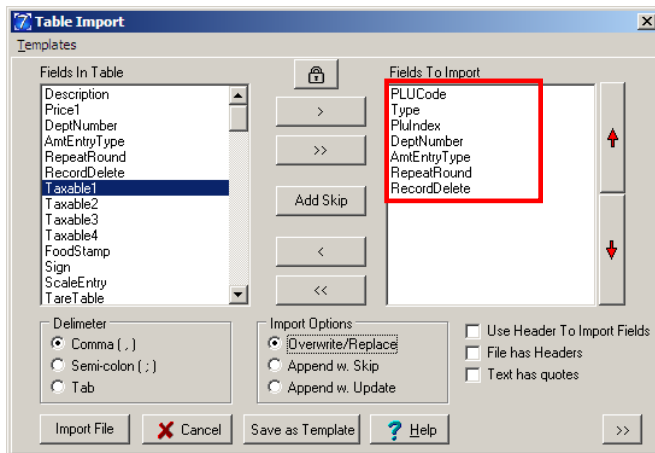 Table Import
Templates
Fields In Table
Description
Price1
DeptNumber
AmtEntryType
RepeatRound
RecordDelete
Taxable1
Taxable2
Taxable3
Taxable4
FoodStamp
Sign
ScaleEntry
TareTable
>
>>
Add Skip
<
<<
Fields To Import
PLUCode
Type
PluIndex
DeptNumber
AmtEntryType
RepeatRound
RecordDelete
Delimeter
Comma ( , )
Semi-colon ( ; )
Tab
Import Options
Overwrite/Replace
Append w. Skip
Append w. Update
Use Header To Import Fields
File has Headers
Text has quotes
Import File
Cancel
Save as Template
? Help
>>